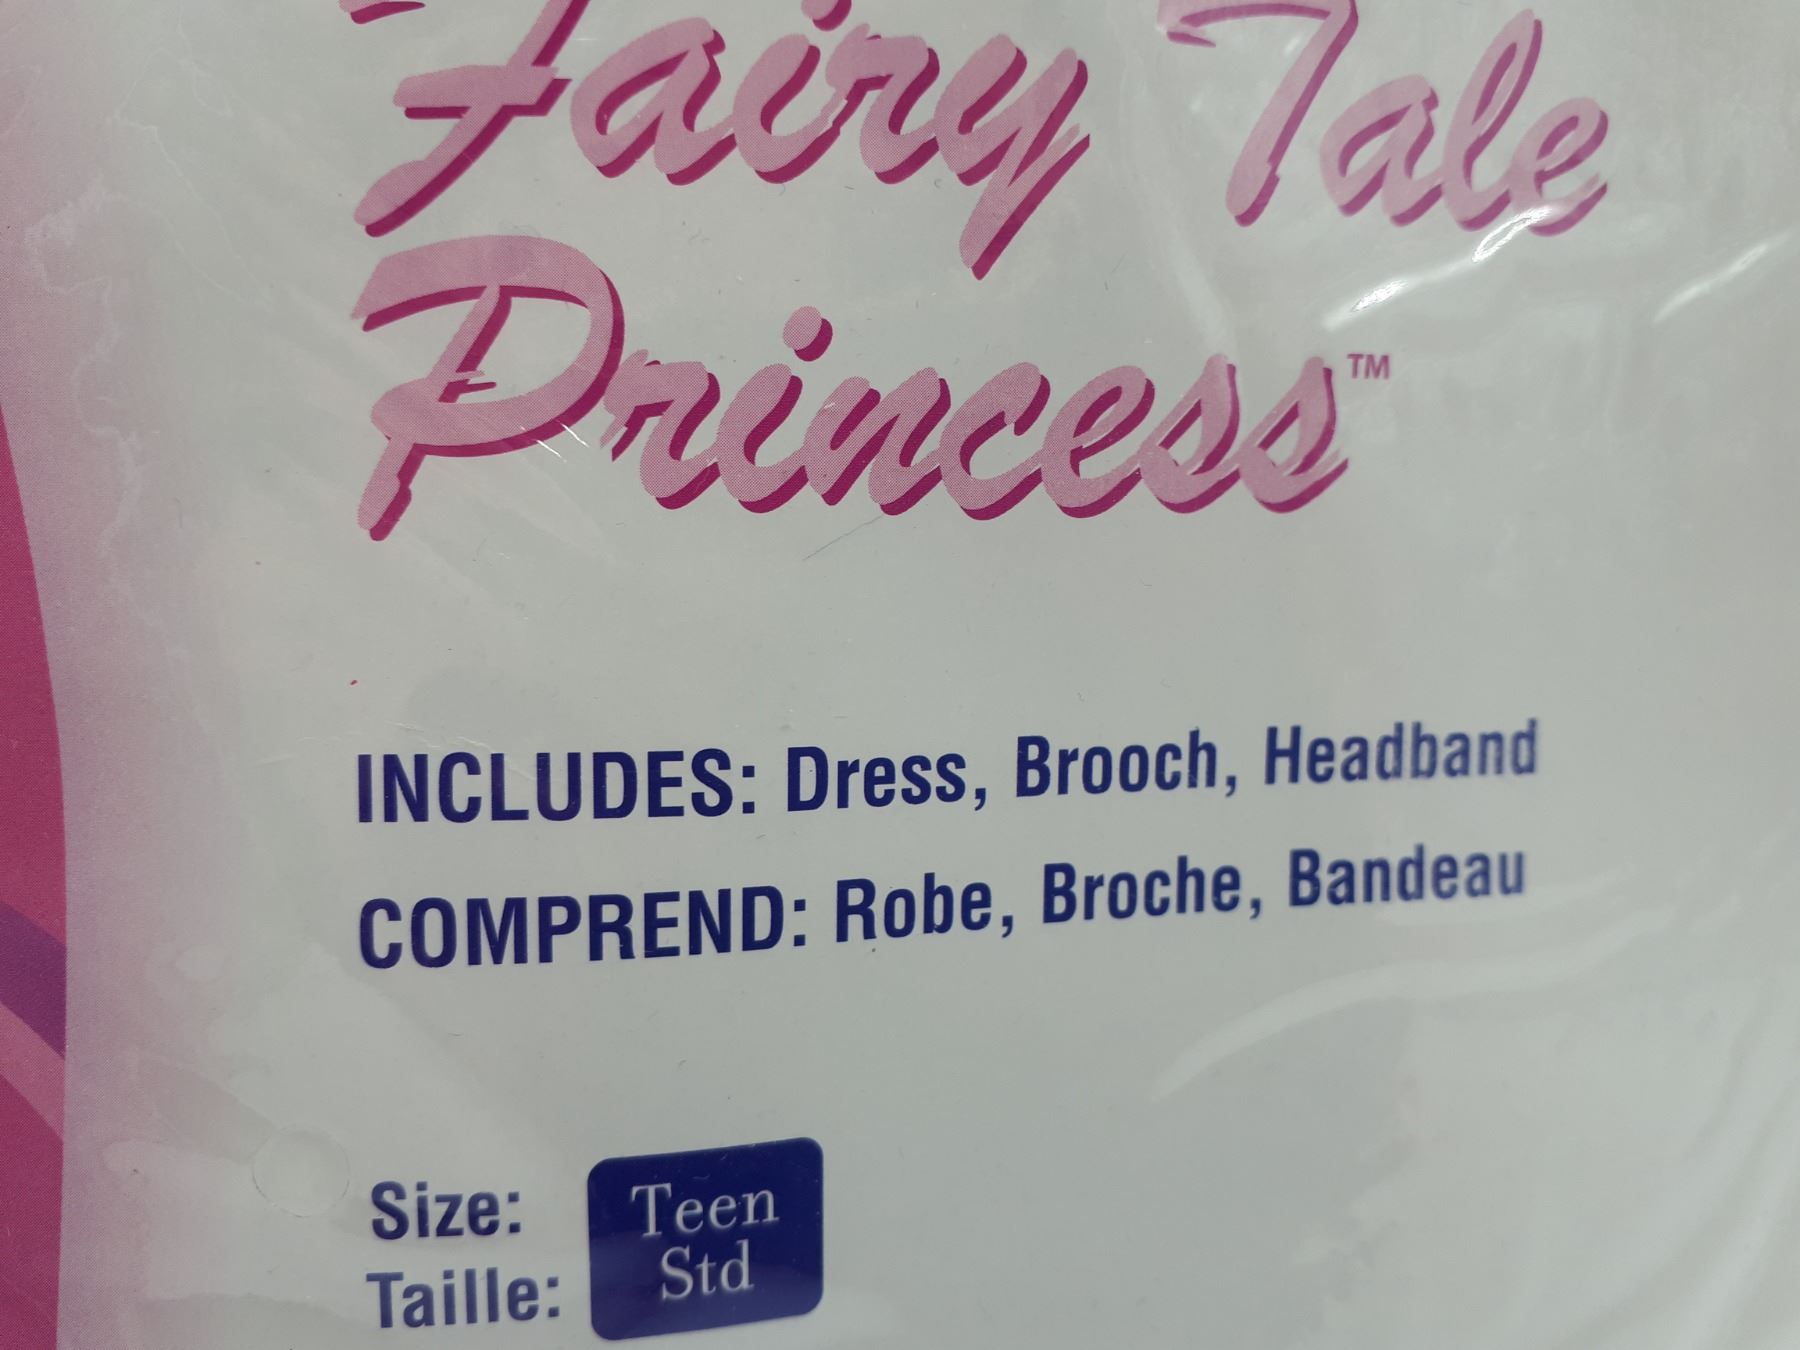 Fairy Tale
Princess™
INCLUDES: Dress, Brooch, Headband
COMPREND: Robe, Broche, Bandeau
Size:
Taille:
Teen
Std